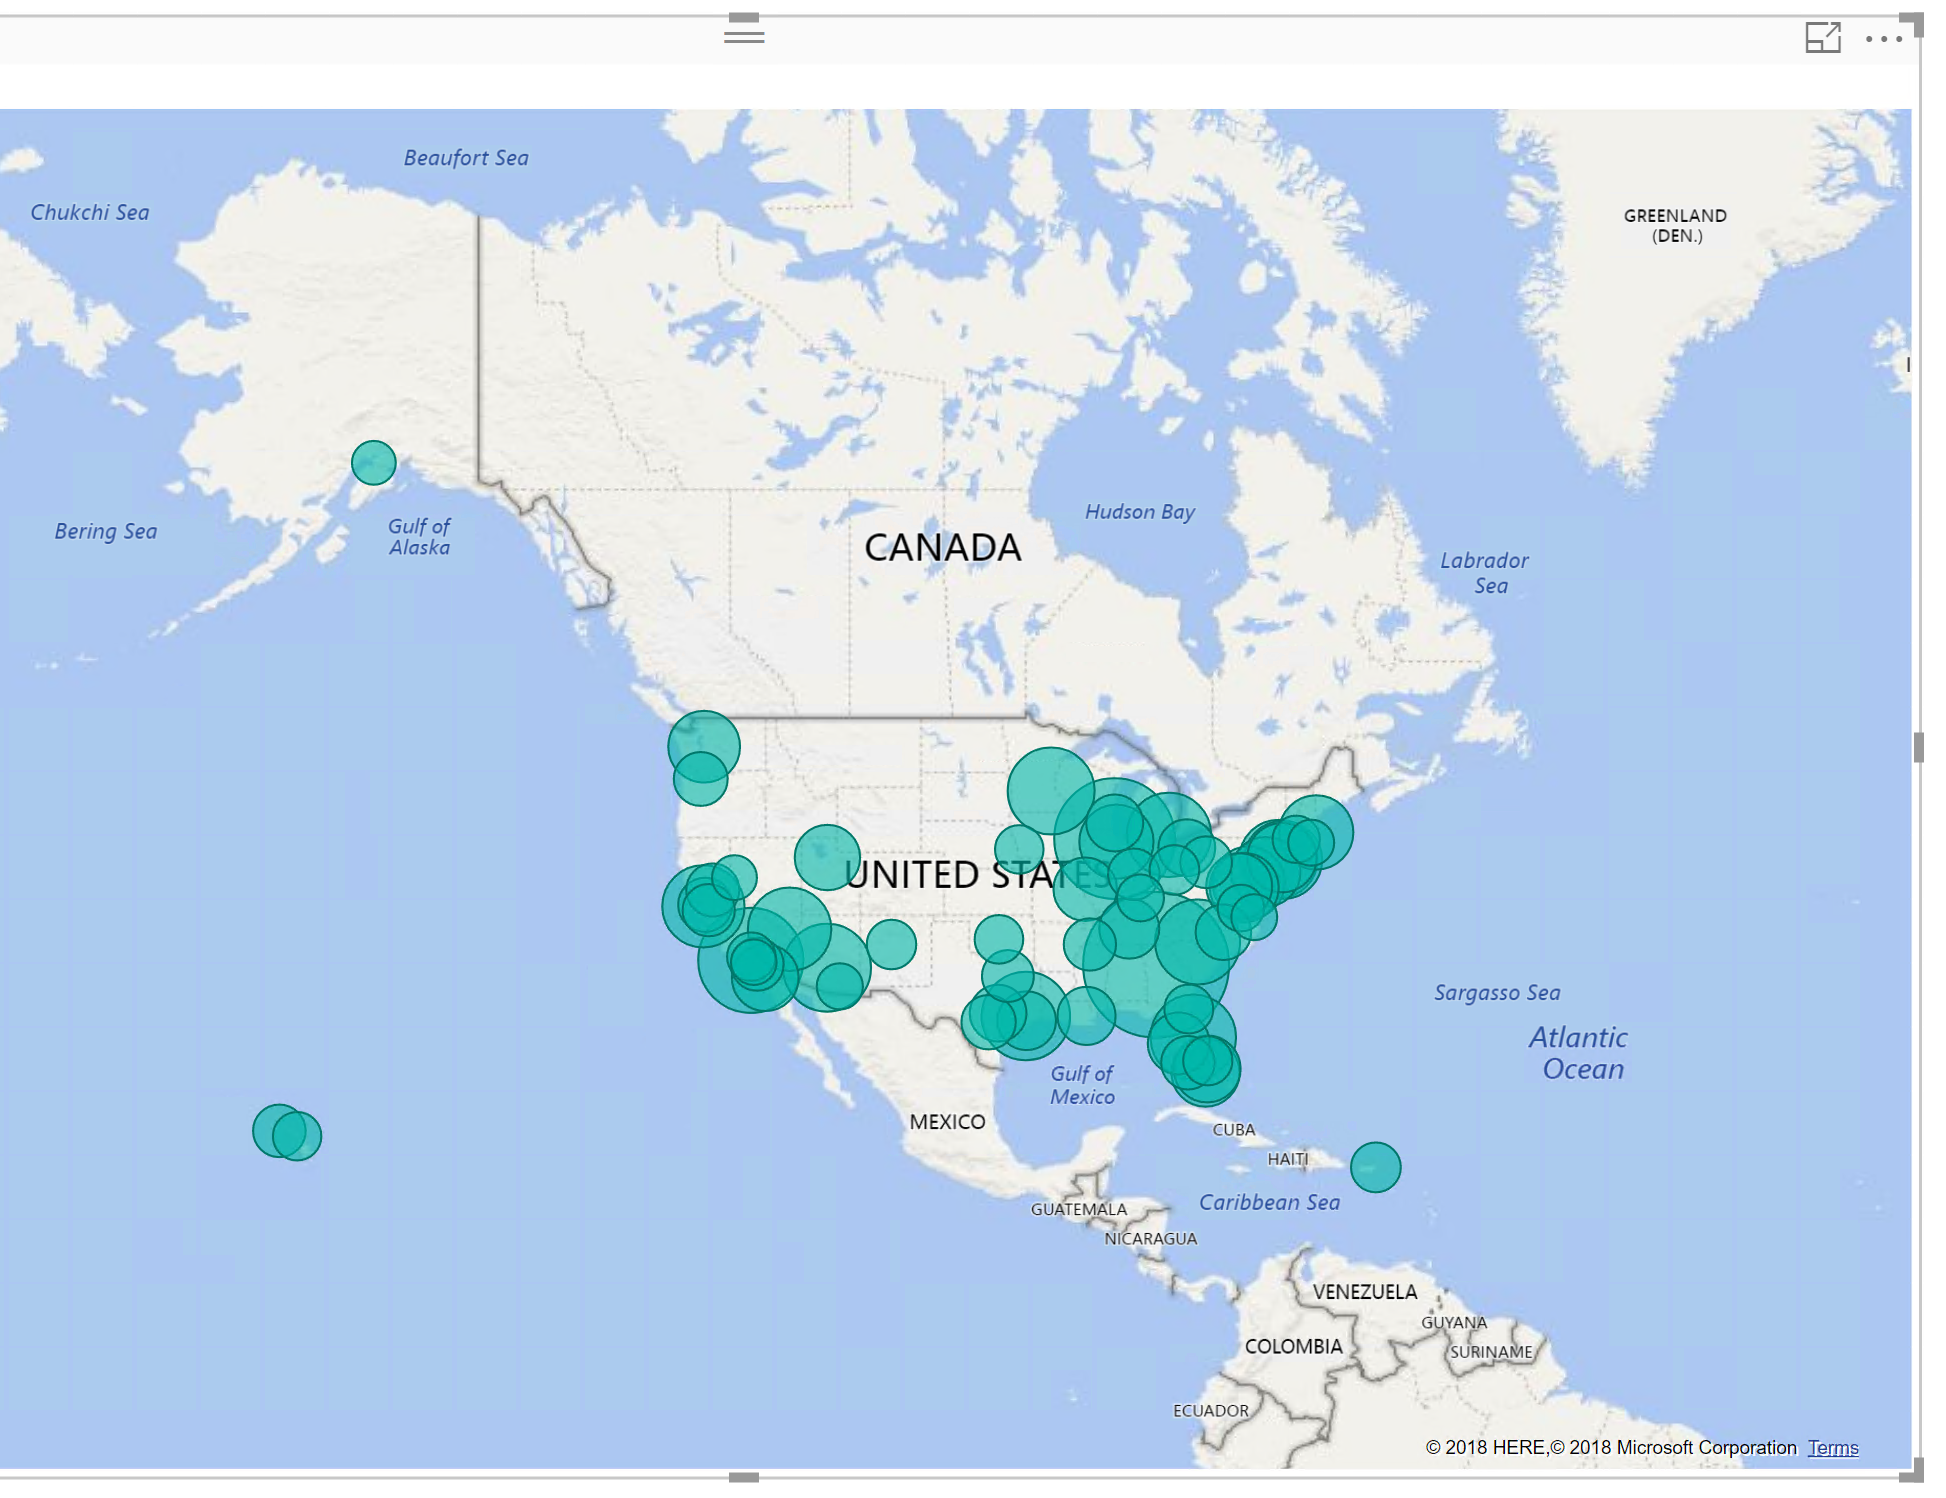 Beaufort Sea
Chukchi Sea
GREENLAND
(DEN.)
I
Bering Sea
Gulf of
Alaska
CANADA
Hudson Bay
Labrador
Sea
UNITED STATES
Sargasso Sea
Atlantic
Ocean
Gulf of
Mexico
MEXICO
CUBA
HAITI
Caribbean Sea
GUATEMALA
NICARAGUA
VENEZUELA
GUYANA
COLOMBIA
SURINAME
ECUADOR
© 2018 HERE,© 2018 Microsoft Corporation Terms